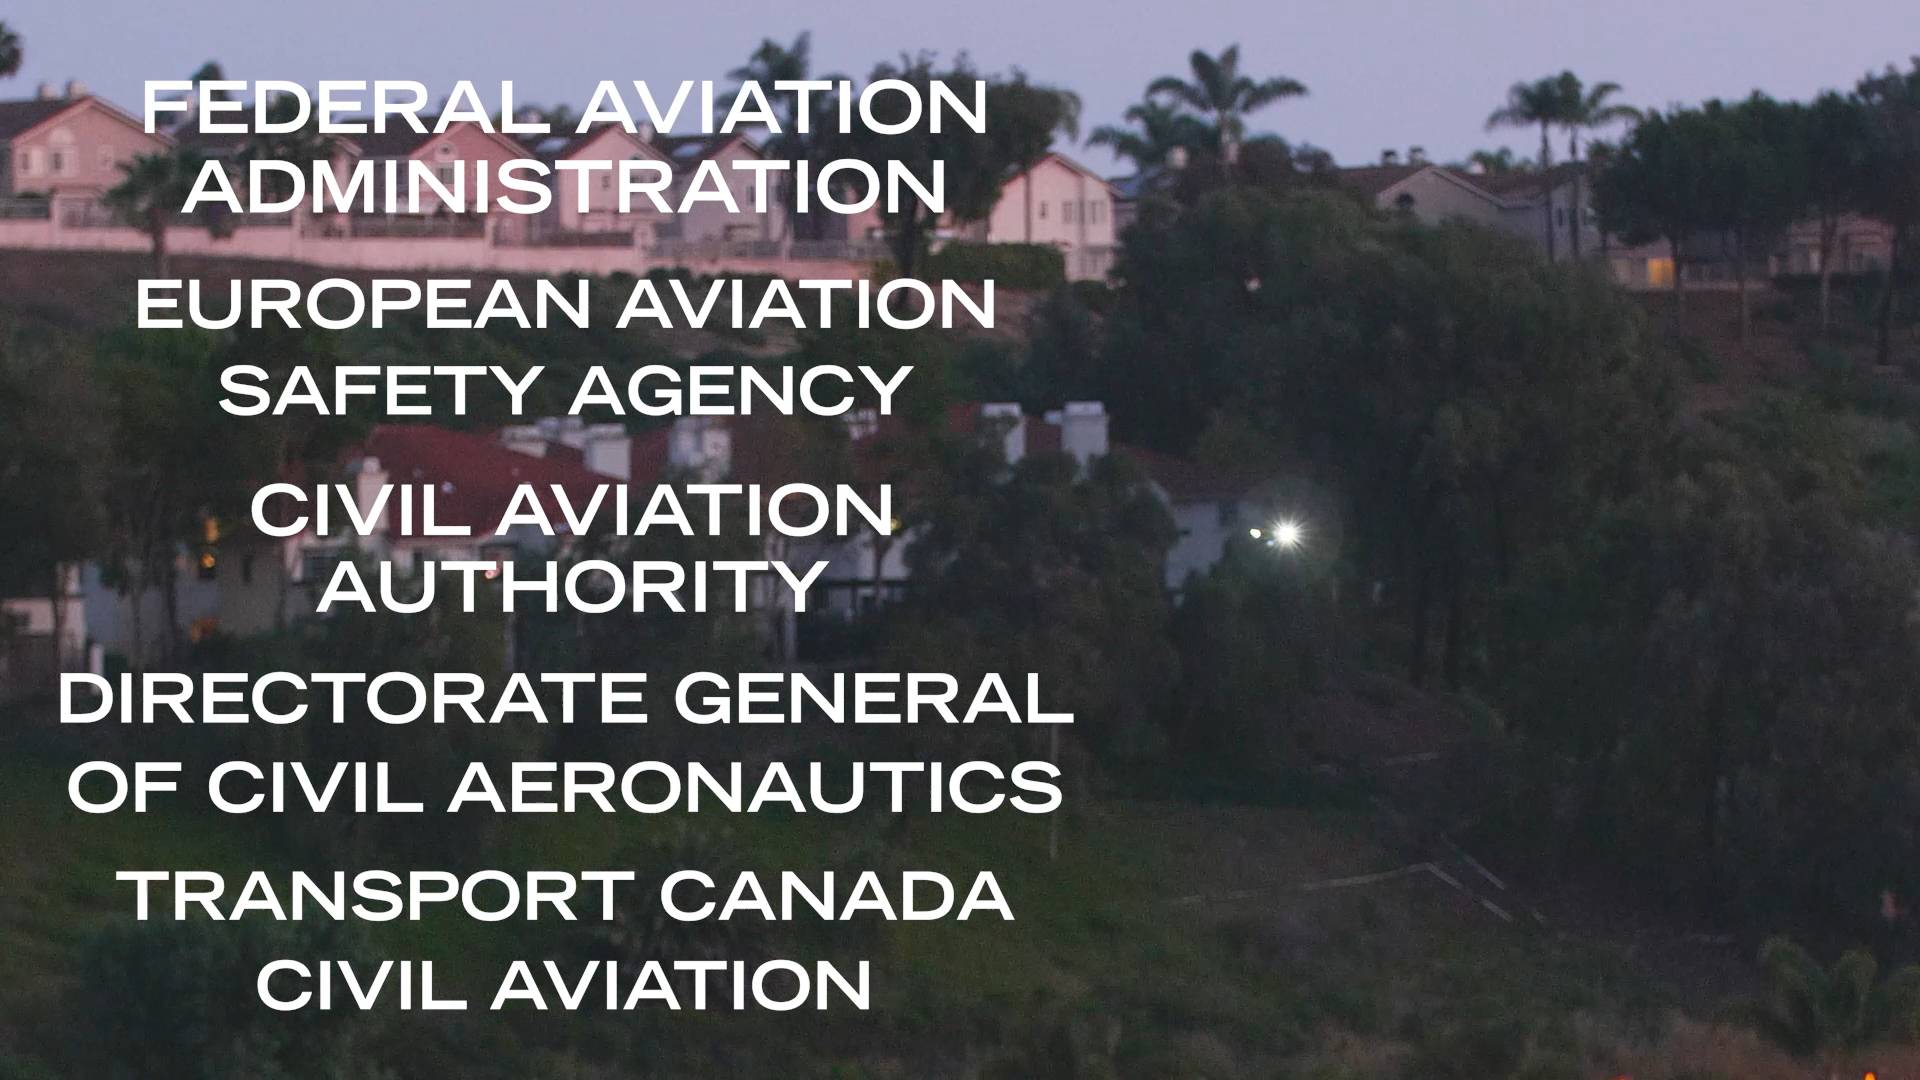 FEDERAL AVIATION
ADMINISTRATION
EUROPEAN AVIATION
SAFETY AGENCY
CIVIL AVIATION
AUTHORITY
DIRECTORATE GENERAL
OF CIVIL AERONAUTICS
TRANSPORT CANADA
CIVIL AVIATION